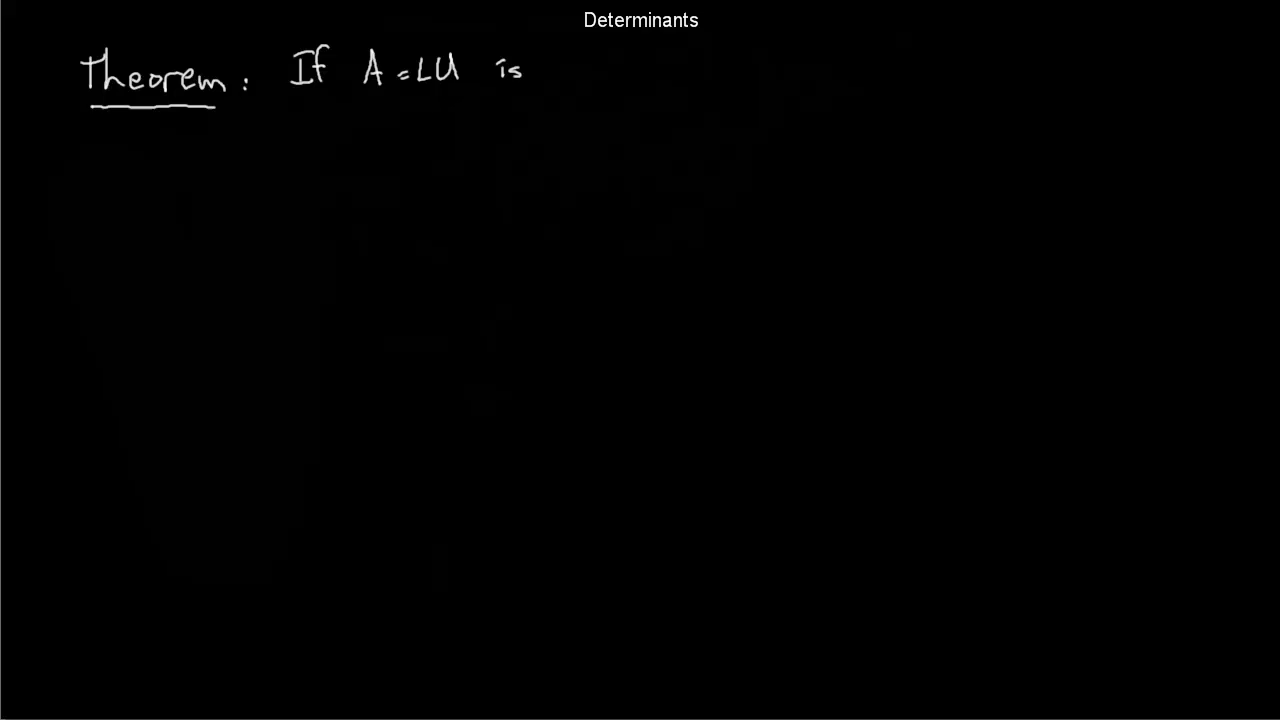 Determinants
Theorem: If A = LU is